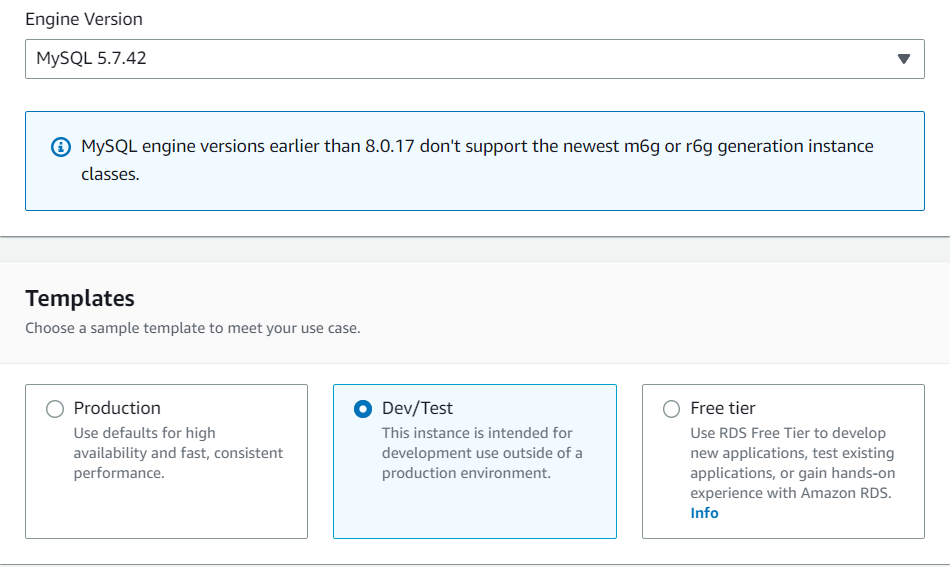 Engine Version
MySQL 5.7.42
MySQL engine versions earlier than 8.0.17 don't support the newest m6g or r6g generation instance
classes.
Templates
Choose a sample template to meet your use case.
Production
Use defaults for high
availability and fast, consistent
performance.
Dev/Test
This instance is intended for
development use outside of a
production environment.
Free tier
Use RDS Free Tier to develop
new applications, test existing
applications, or gain hands-on
experience with Amazon RDS.
Info